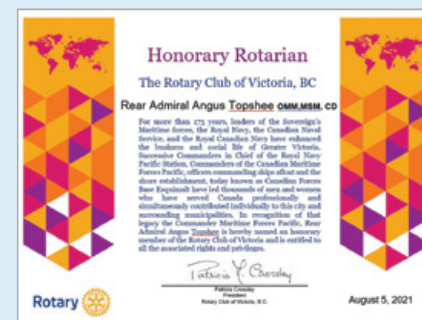 Honorary Rotarian
The Rotary Club of Victoria, BC
Rear Admiral Angus Topshee OMM,MSM, CD
For more than 175 years, leaders of the Sovereign's
Maritime forces, the Royal Navy, the Canadian Naval
Service, and the Royal Canadian Navy have enhanced
the business and social life of Greater Victoria.
Successive Commanders in Chief of the Royal Navy
Pacific Station, Commanders of the Canadian Maritime
Forces Pacific, officers commanding ships afloat and the
shore establishment, today known as Canadian Forces
Base Esquimalt have led thousands of men and women
who have served Canada professionally and
simultaneously contributed individually to this city and
surrounding municipalities. In recognition of that
legacy the Commander Maritime Forces Pacific, Rear
Admiral Angus Topshee is hereby named an honorary
member of the Rotary Club of Victoria and is entitled to
all the associated rights and privileges.
Patricia Y. Crossley
Patricia Crossley
President
Rotary Club of Victoria, B.C.
Rotary
August 5, 2021